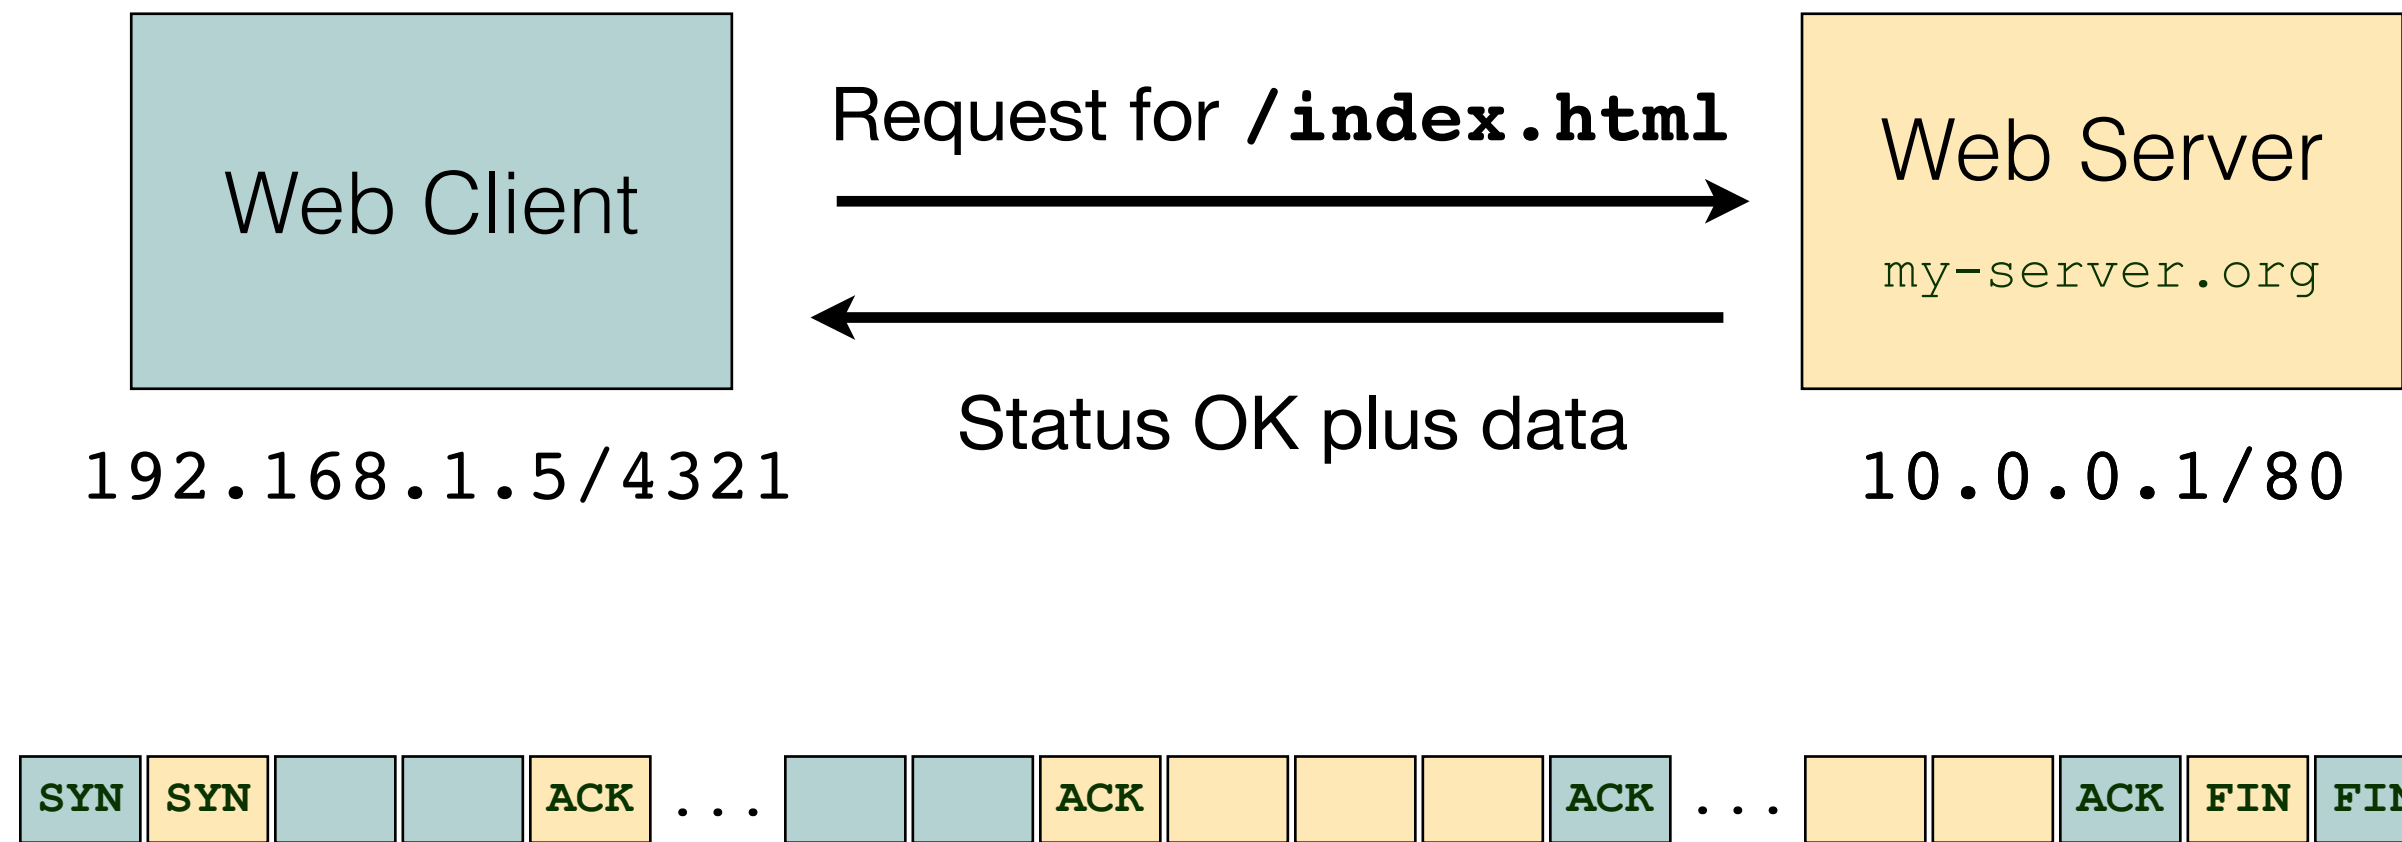 Web Client
Request for /index.html
Web Server
my-server.org
Status OK plus data
192.168.1.5/4321
10.0.0.1/80
SYN SYN ACK ... ACK ACK ... ACK FIN FIN